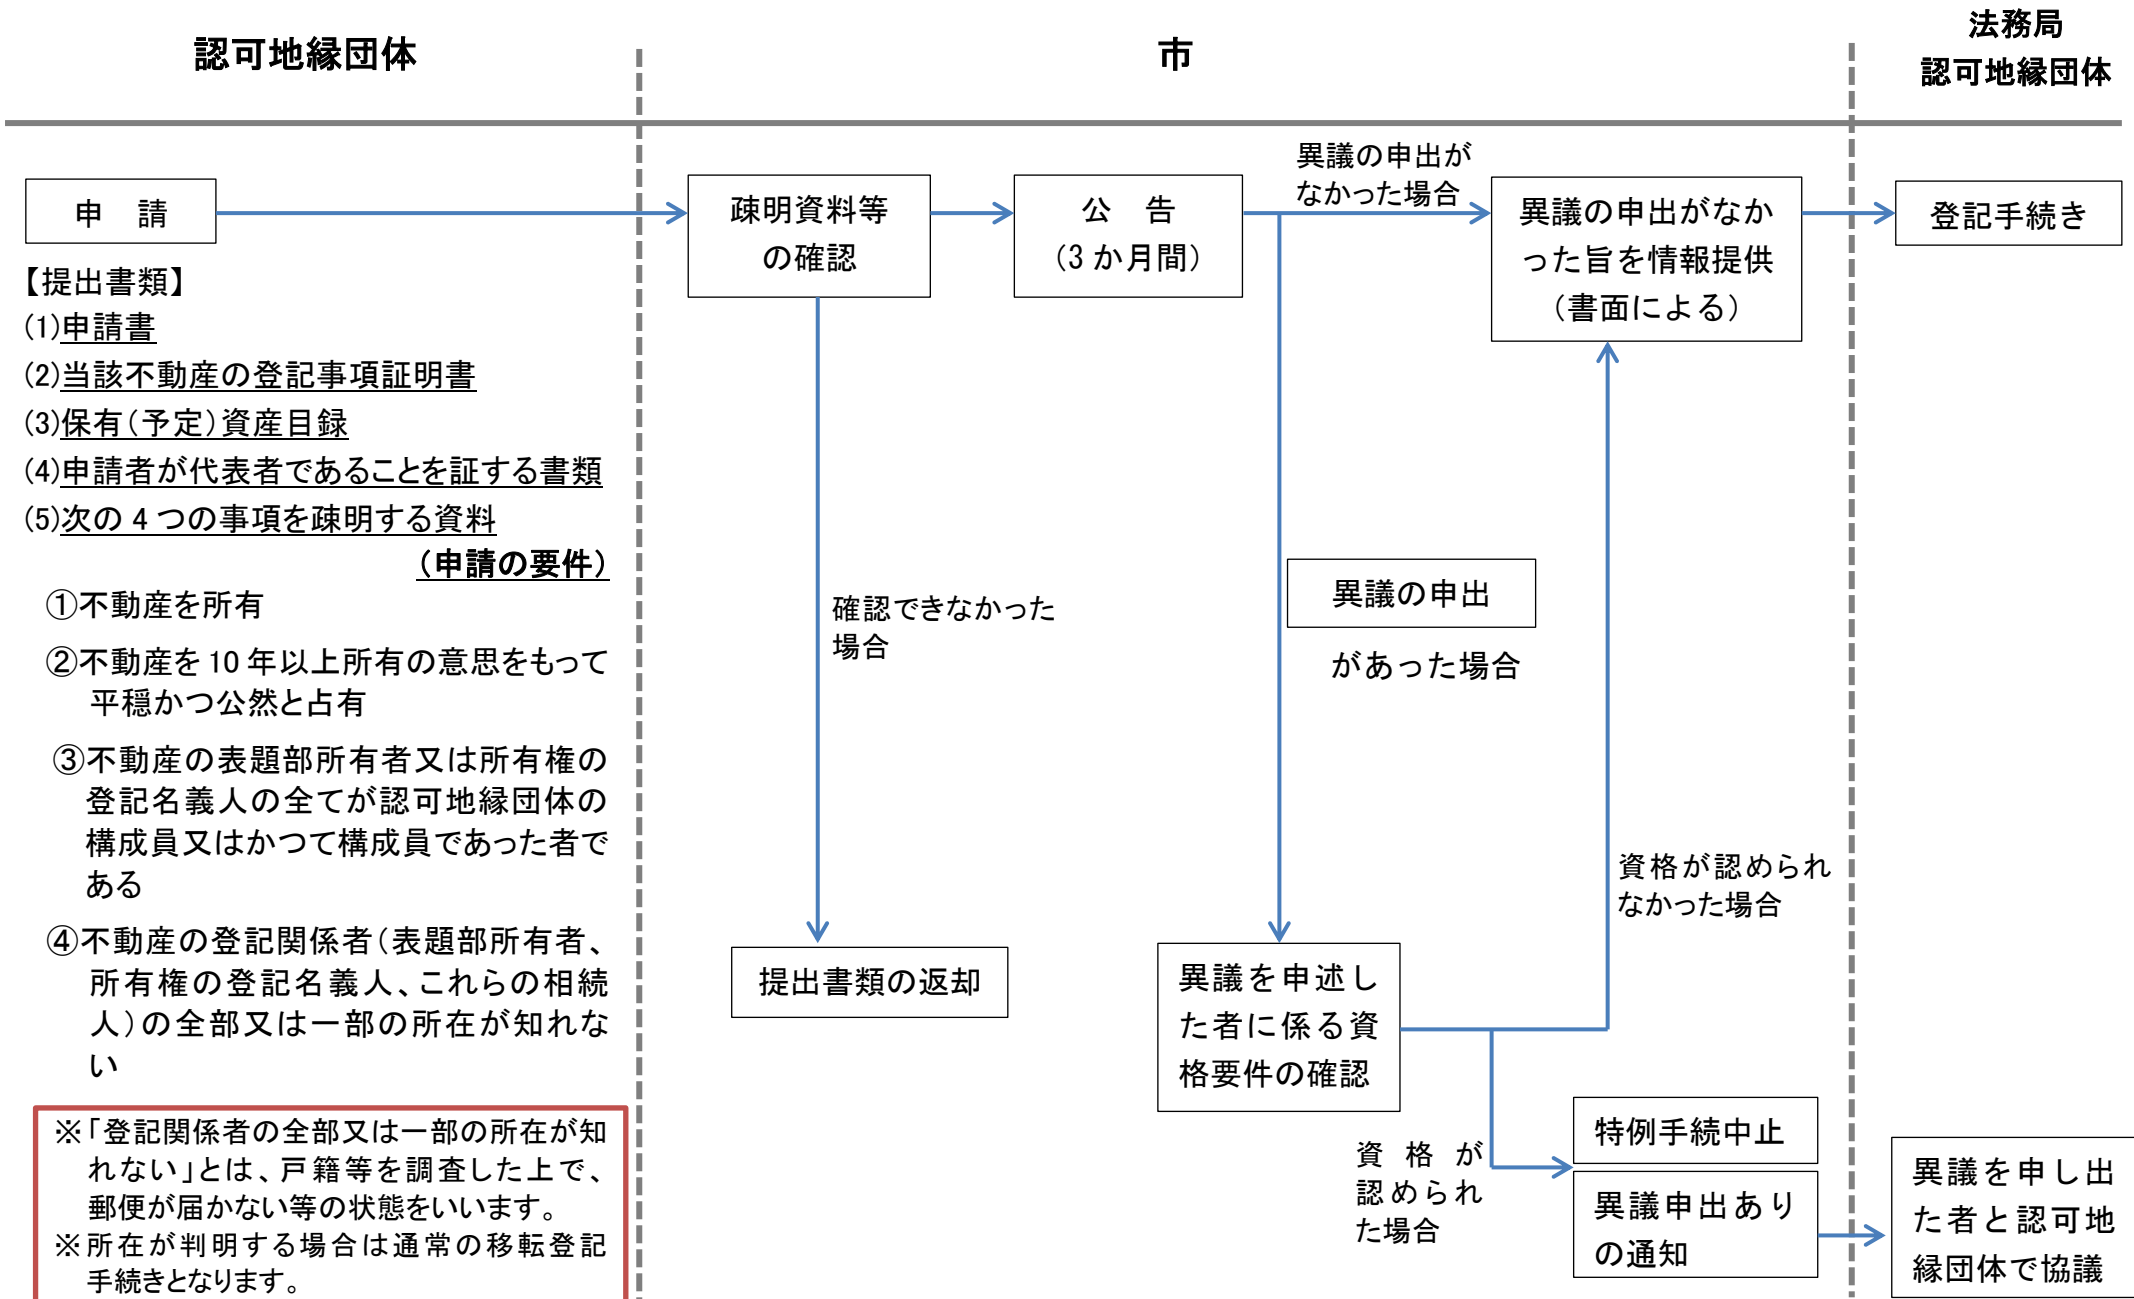 認可地縁団体
市
法務局
認可地縁団体
申　請
【提出書類】
(1)申請書
(2)当該不動産の登記事項証明書
(3)保有（予定）資産目録
(4)申請者が代表者であることを証する書類
(5)次の 4 つの事項を疎明する資料
（申請の要件）
①不動産を所有
②不動産を 10 年以上所有の意思をもって
平穏かつ公然と占有
③不動産の表題部所有者又は所有権の
登記名義人の全てが認可地縁団体の
構成員又はかつて構成員であった者で
ある
④不動産の登記関係者（表題部所有者、
所有権の登記名義人、これらの相続
人）の全部又は一部の所在が知れな
い
※「登記関係者の全部又は一部の所在が知
れない」とは、戸籍等を調査した上で、
郵便が届かない等の状態をいいます。
※所在が判明する場合は通常の移転登記
手続きとなります。
疎明資料等
の確認
確認できなかった
場合
提出書類の返却
公　告
（3 か月間）
異議の申出が
なかった場合
異議の申出がなか
った旨を情報提供
（書面による）
異議の申出
があった場合
異議を申述し
た者に係る資
格要件の確認
資格が認められ
なかった場合
資格が
認められ
た場合
特例手続中止
異議申出あり
の通知
登記手続き
異議を申し出
た者と認可地
縁団体で協議